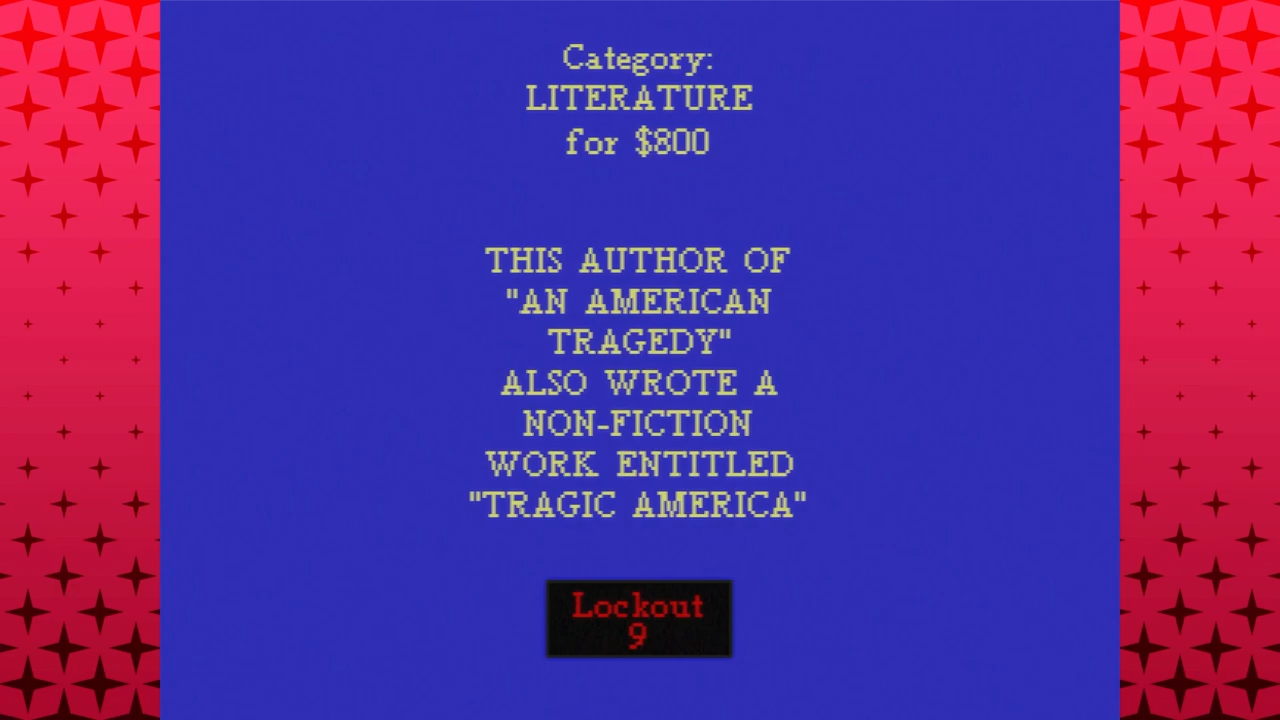 Category:
LITERATURE
for $800
THIS AUTHOR OF
"AN AMERICAN
TRAGEDY"
ALSO WROTE A
NON-FICTION
WORK ENTITLED
"TRAGIC AMERICA"
Lockout
9